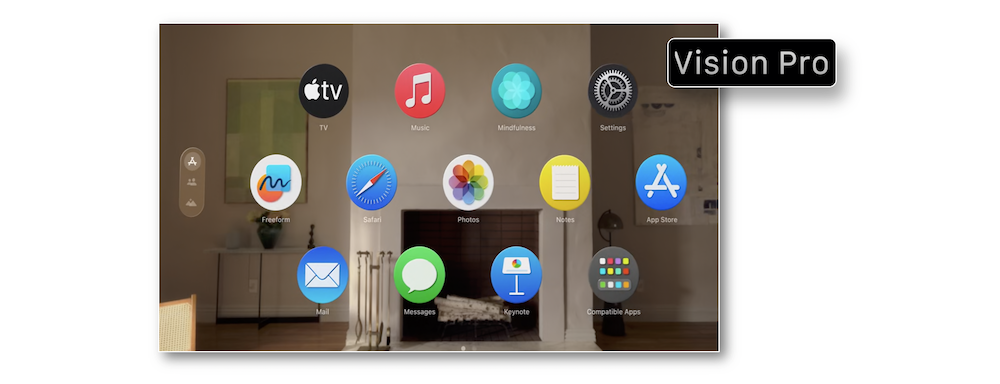 Vision Pro
tv
TV
Music
Mindfulness
Settings
Freeform
Safari
Photos
Notes
App Store
Mail
Messages
Keynote
Compatible Apps